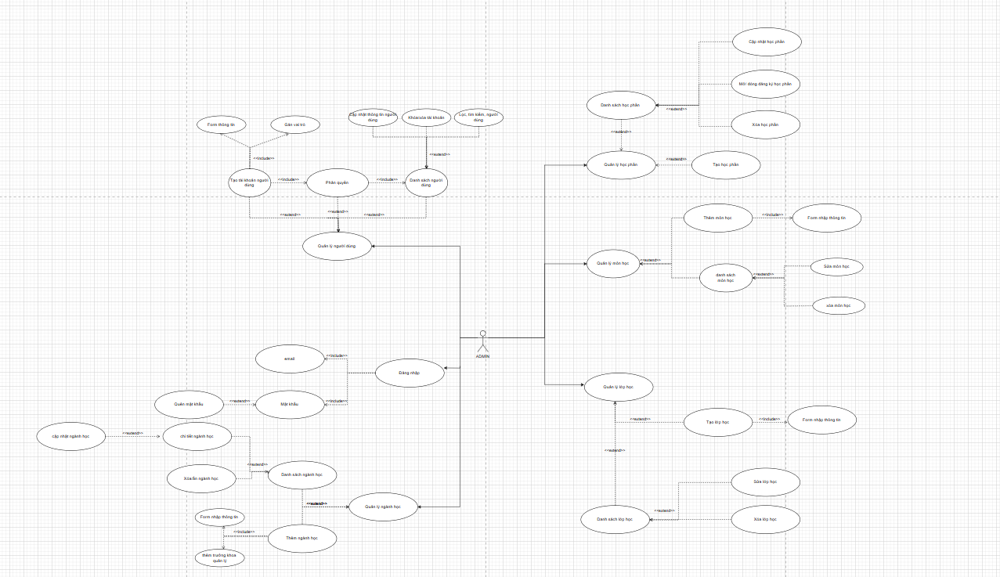 Cập nhật học phần
Mở/ đóng đăng ký học phần
Danh sách học phần
<<extend>>
Xóa học phần
<<extend>>
Quản lý học phần
<<extend>>
Tạo học phần
Form thông tin
Gán vai trò
Cập nhật thông tin người
dùng
Khóa/xóa tài khoản
Lọc, tìm kiếm, người
dùng
<<include>>
<<extend>>
Tạo tài khoản người
dùng
<<include>>
Phân quyền
<<include>>
Danh sách người
dùng
<<extend>>
<<extend>>
<<extend>>
Quản lý người dùng
Thêm môn học
<<include>>
Form nhập thông tin
Quản lý môn học
<<extend>>
danh sách
môn học
<<extend>>
Sửa môn học
xóa môn học
ADMIN
email
<<include>>
Đăng nhập
Quên mật khẩu
<<extend>>
Mật khẩu
<<include>>
cập nhật ngành học
<<extend>>
chi tiết ngành học
Xóa/ẩn ngành học
<<extend>>
Danh sách ngành học
<<extend>>
Quản lý ngành học
Form nhập thông tin
<<include>>
Thêm ngành học
thêm trưởng khoa
quản lý
Quản lý lớp học
<<extend>>
Tạo lớp học
<<include>>
Form nhập thông tin
<<extend>>
Sửa lớp học
Danh sách lớp học
<<extend>>
Xóa lớp học